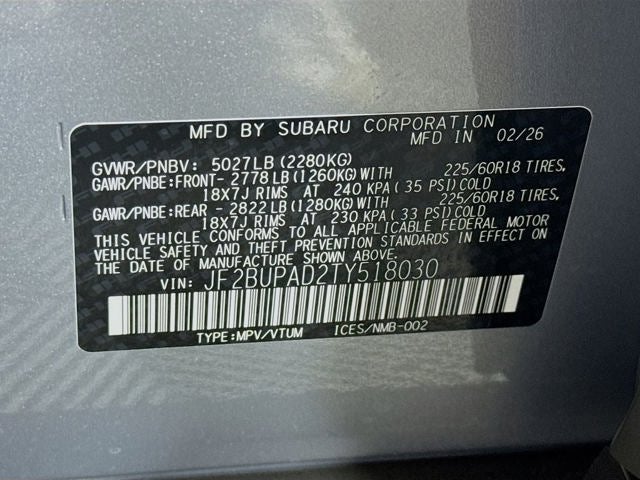 MFD BY SUBARU CORPORATION
MFD IN 02/26
GVWR/PNBV: 5027LB (2280KG)
GAWR/PNBE:FRONT- 2778LB (1260KG) WITH 225/60R18 TIRES,
18X7J RIMS AT 240 KPA (35 PSI) COLD
GAWR/PNBE:REAR - 2822LB (1280KG) WITH 225/60R18 TIRES,
18X7J RIMS AT 230 KPA (33 PSI) COLD
THIS VEHICLE CONFORMS TO ALL APPLICABLE FEDERAL MOTOR
VEHICLE SAFETY AND THEFT PREVENTION STANDARDS IN EFFECT ON
THE DATE OF MANUFACTURE SHOWN ABOVE.
VIN: JF2BUPAD2TY518030
TYPE:MPV/VTUM ICES/NMB-002